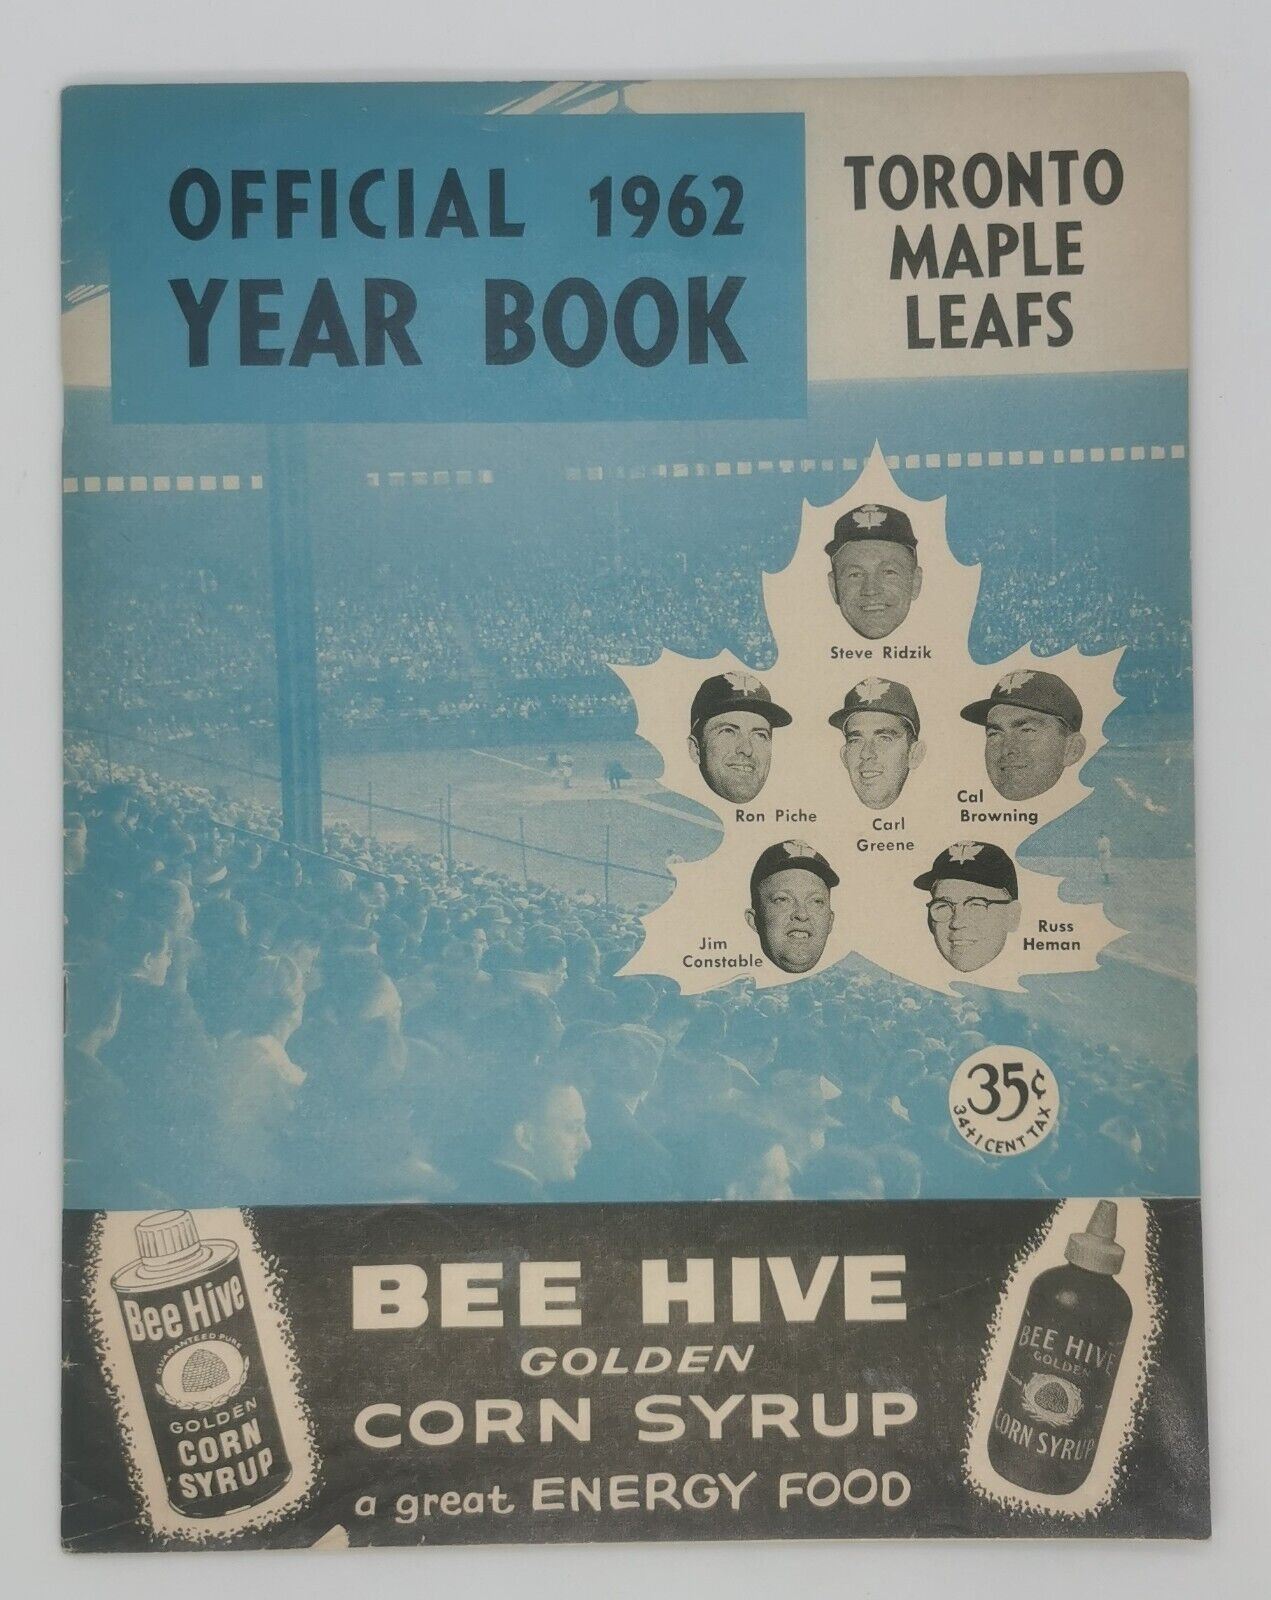 OFFICIAL 1962
YEAR BOOK
TORONTO
MAPLE
LEAFS
Steve Ridzik
Ron Piche
Carl
Greene
Cal
Browning
Jim
Constable
Russ
Heman
35¢
34+1 CENT TAX
Bee Hive
GUARANTEED PURE
GOLDEN
CORN
SYRUP
BEE HIVE
GOLDEN
CORN SYRUP
a great ENERGY FOOD
BEE HIVE
GOLDEN
CORN SYRUP